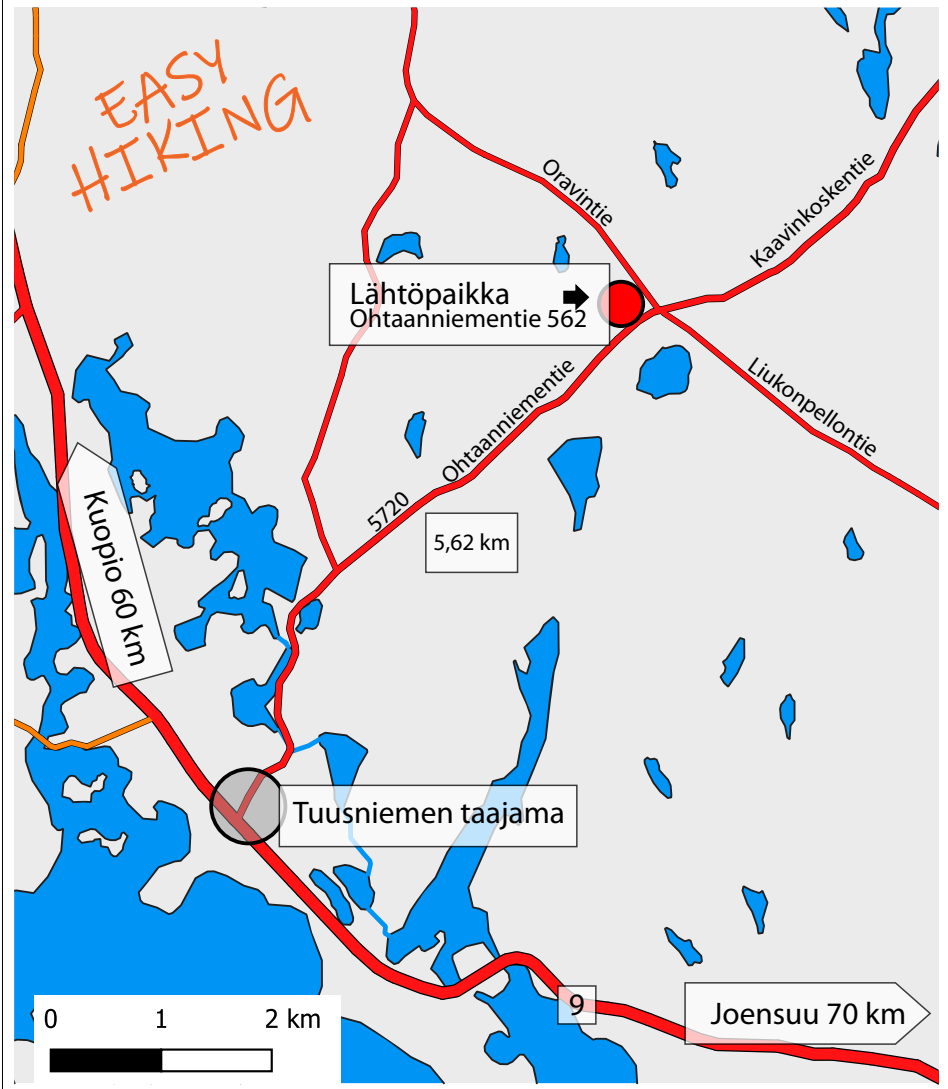 EASY
HIKING
Oravintie
Kaavinkoskentie
Lähtöpaikka
Ohtaanniementie 562
Liukonpellontie
Ohtaanniementie
5720
5,62 km
Kuopio 60 km
Tuusniemen taajama
9
Joensuu 70 km
0 1 2 km